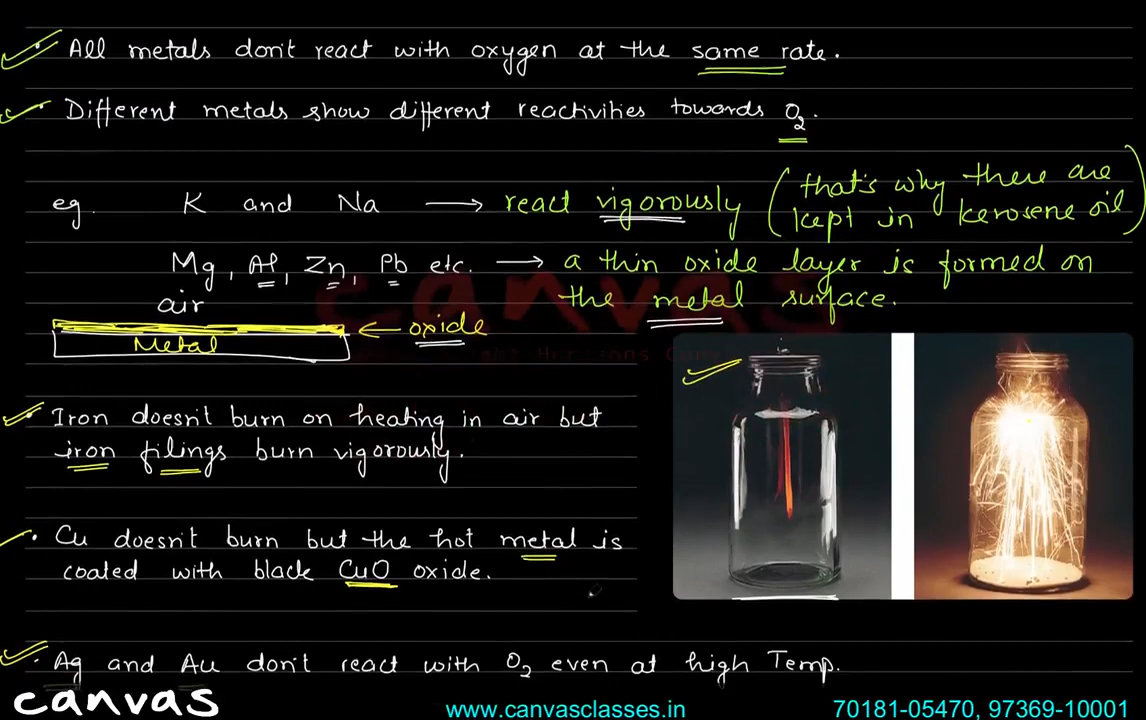 · All metals don't react with oxygen at the same rate.
· Different metals show different reactivities towards O₂.
eg. K and Na → react vigorously (that's why there are kept in kerosene oil)
Mg, Al, Zn, Pb etc. → a thin oxide layer is formed on
air the metal surface.
← oxide
Metal
· Iron doesn't burn on heating in air but
iron filings burn vigorously.
· Cu doesn't burn but the hot metal is
coated with black CuO oxide.
· Ag and Au don't react with O₂ even at high Temp.
canvas
canvas
www.canvasclasses.in
70181-05470, 97369-10001